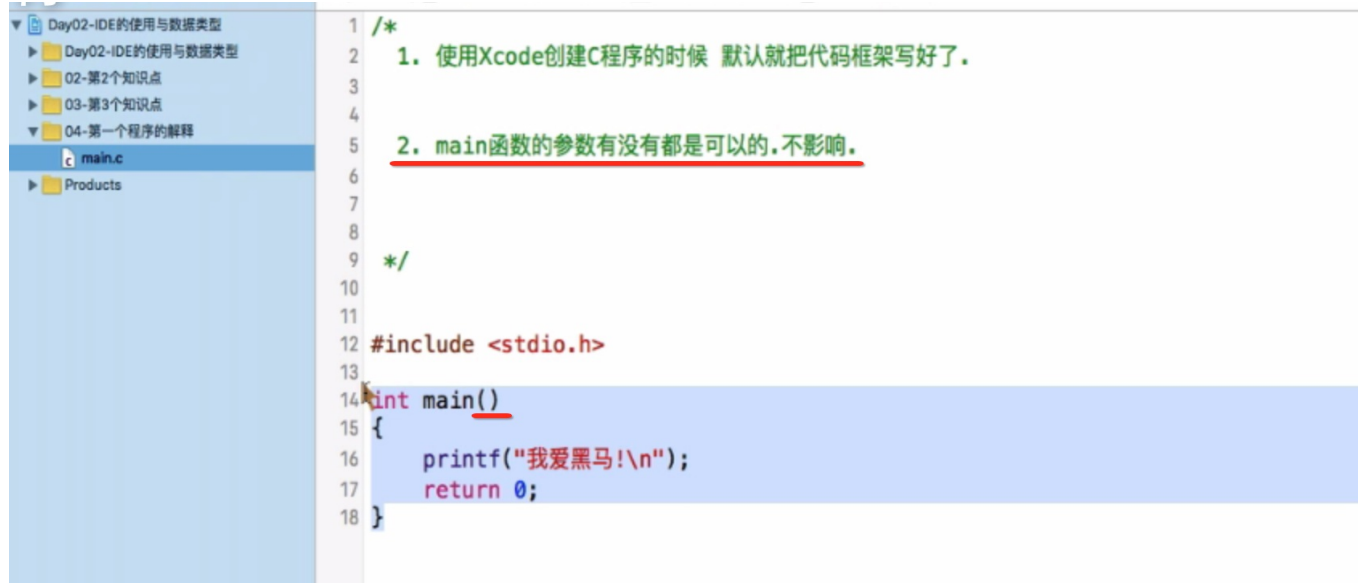 Day02-IDE的使用与数据类型
Day02-IDE的使用与数据类型
02-第2个知识点
03-第3个知识点
04-第一个程序的解释
main.c
Products
1 /*
2 1. 使用Xcode创建C程序的时候 默认就把代码框架写好了.
3
4
5 2. main函数的参数有没有都是可以的.不影响.
6
7
8
9 */
10
11
12 #include <stdio.h>
13
14 int main()
15 {
16 printf("我爱黑马!\n");
17 return 0;
18 }